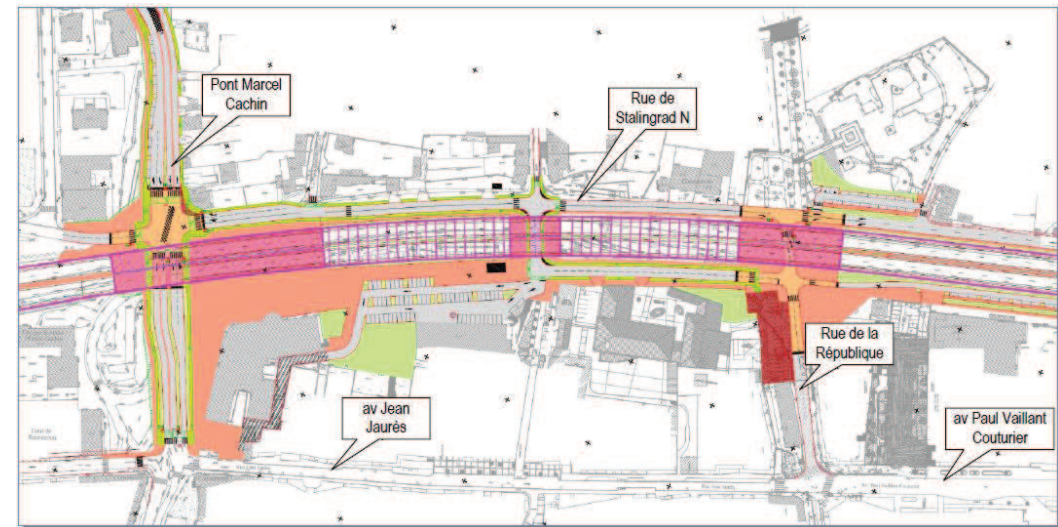 Pont Marcel
Cachin
Rue de
Stalingrad N
Rue de la
République
av Jean
Jaurès
av Paul Vaillant
Couturier